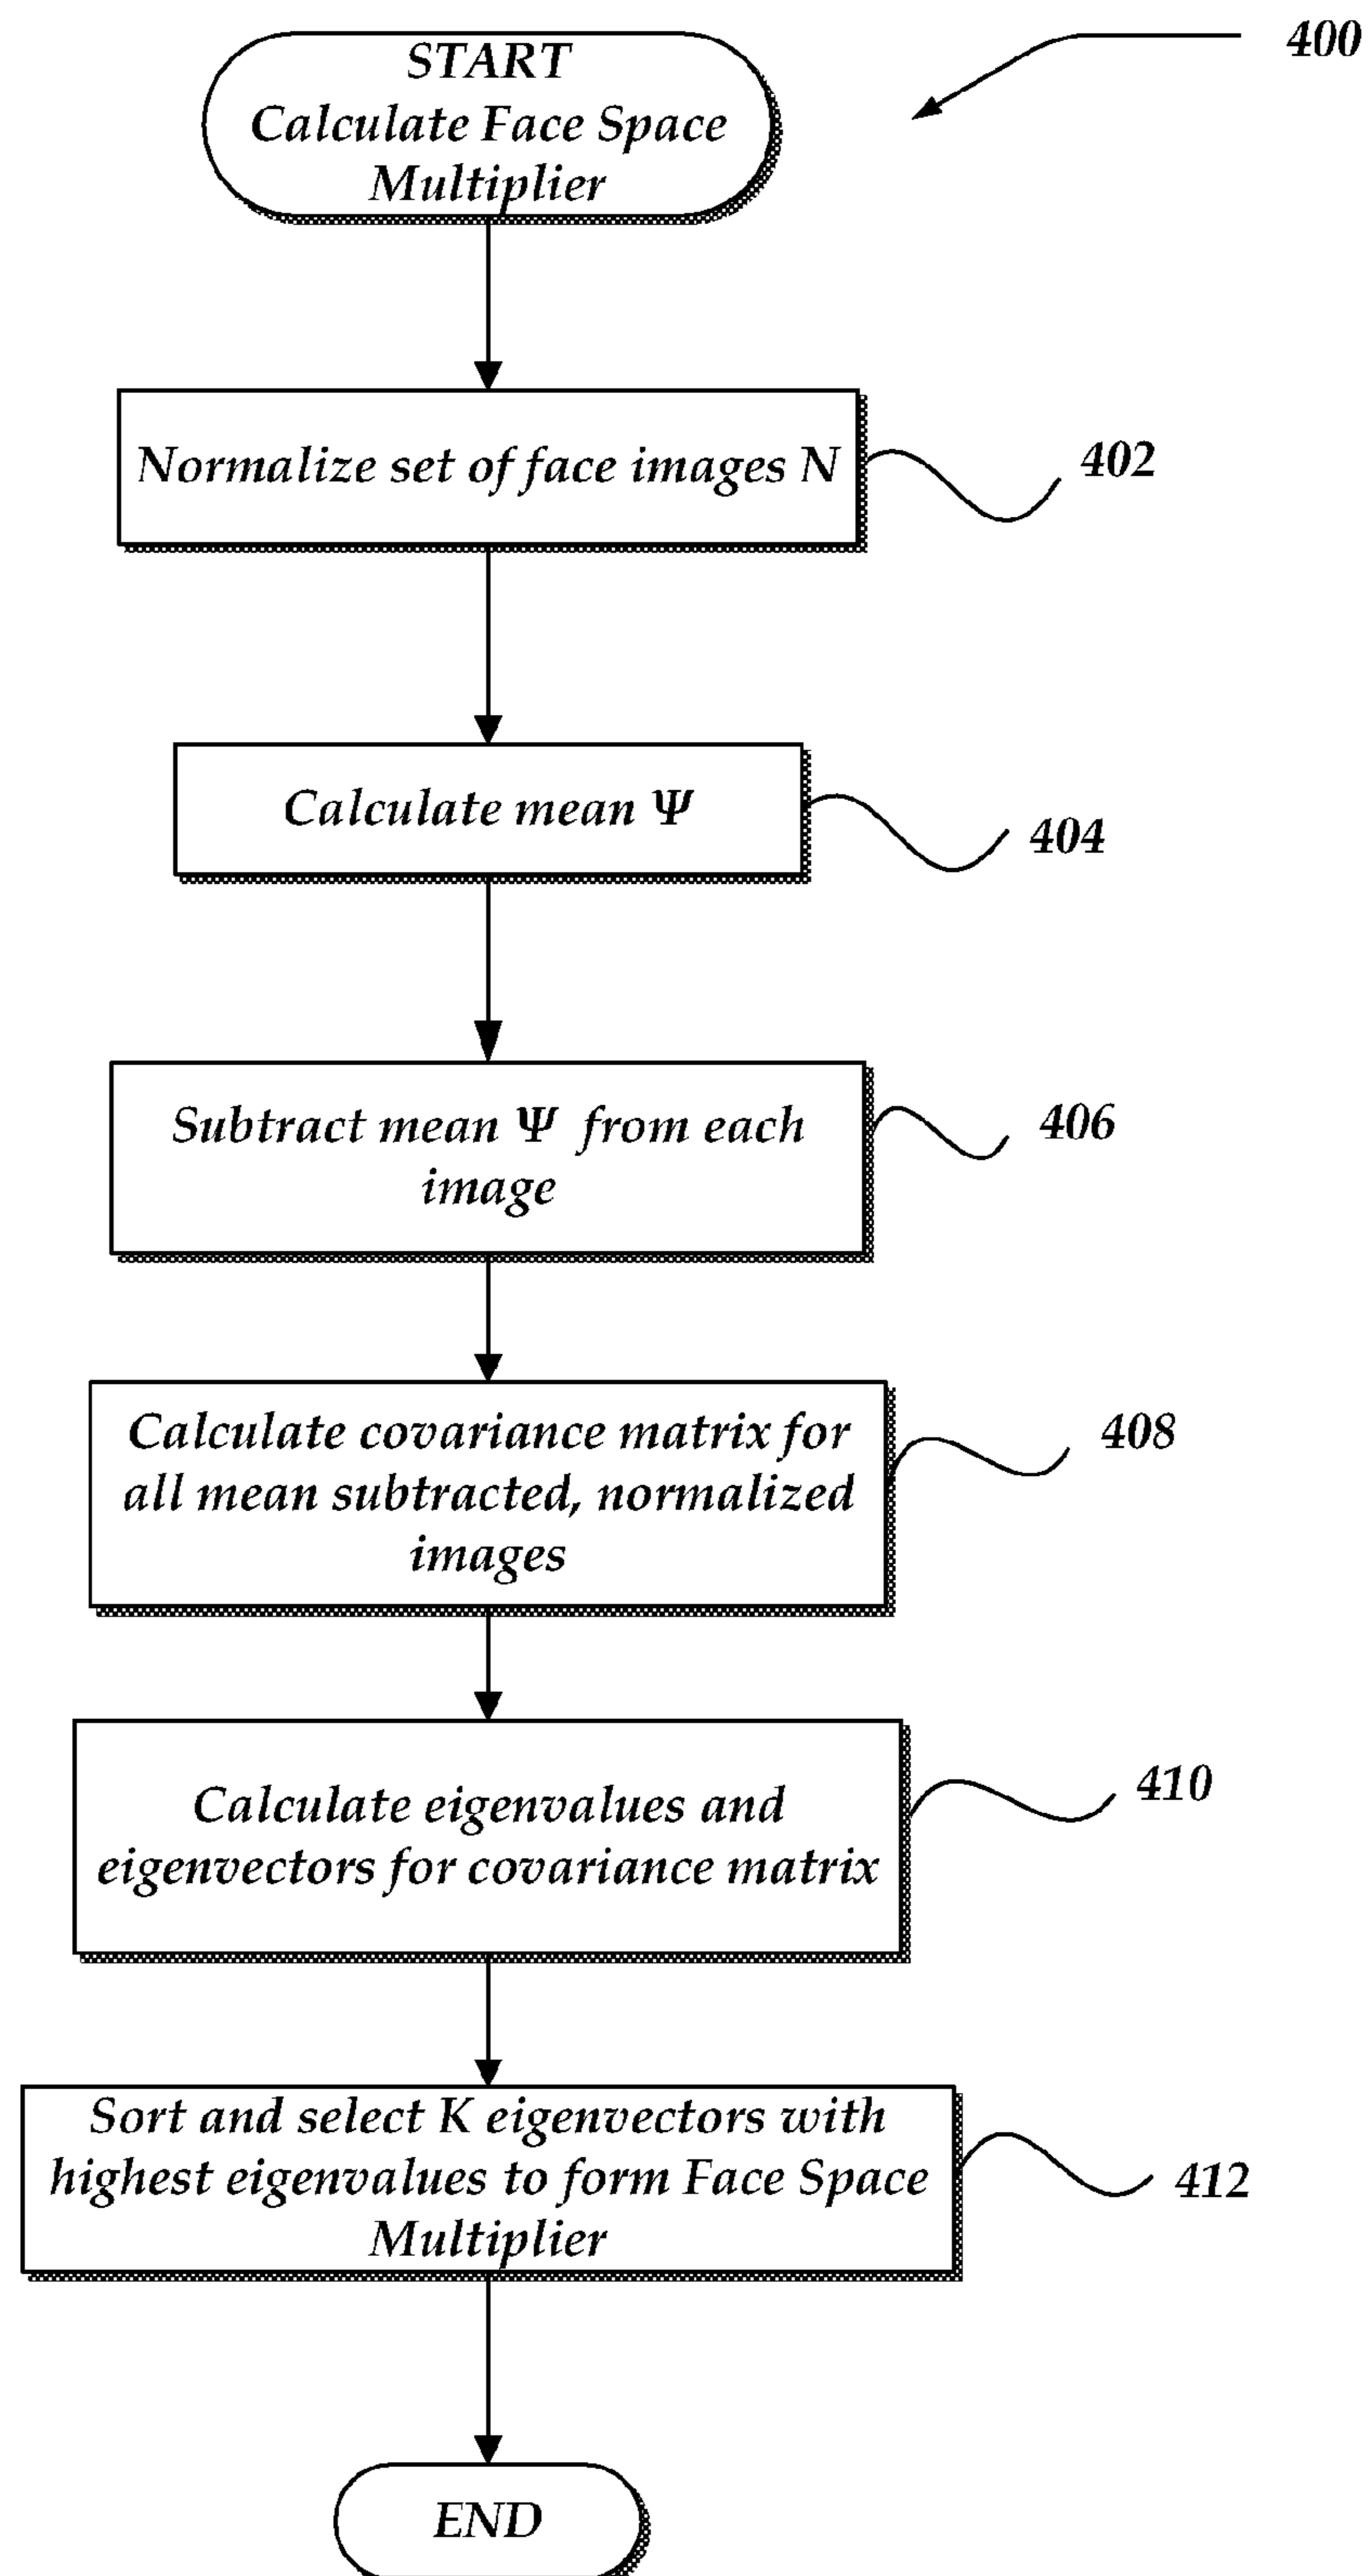 START
400
Calculate Face Space
Multiplier
Normalize set of face images N
402
Calculate mean Ψ
404
Subtract mean Ψ from each
image
406
Calculate covariance matrix for
all mean subtracted, normalized
images
408
Calculate eigenvalues and
eigenvectors for covariance matrix
410
Sort and select K eigenvectors with
highest eigenvalues to form Face Space
Multiplier
412
END